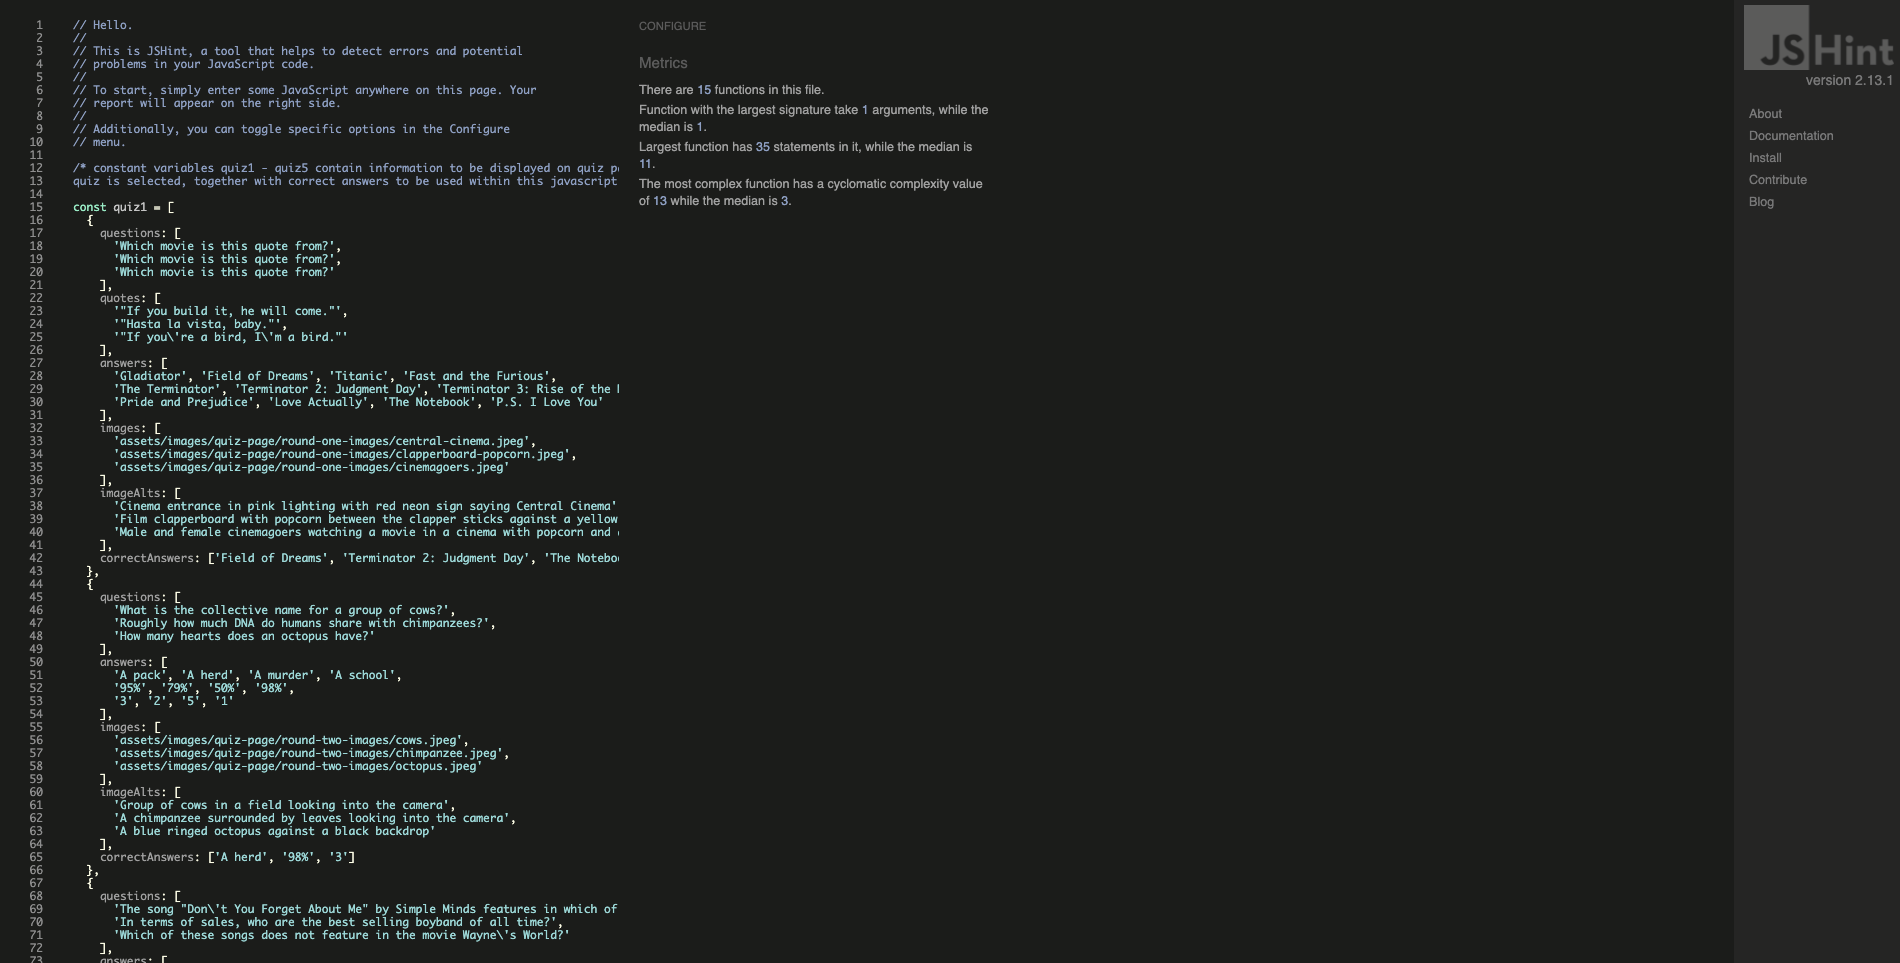 1 // Hello.
2 //
3 // This is JSHint, a tool that helps to detect errors and potential
4 // problems in your JavaScript code.
5 //
6 // To start, simply enter some JavaScript anywhere on this page. Your
7 // report will appear on the right side.
8 //
9 // Additionally, you can toggle specific options in the Configure
10 // menu.
11
12 /* constant variables quiz1 - quiz5 contain information to be displayed on quiz
13 quiz is selected, together with correct answers to be used within this javascript
14
15 const quiz1 = [
16 {
17 questions: [
18 'Which movie is this quote from?',
19 'Which movie is this quote from?',
20 'Which movie is this quote from?'
21 ],
22 quotes: [
23 '"If you build it, he will come."',
24 '"Hasta la vista, baby."',
25 '"If you\'re a bird, I\'m a bird."'
26 ],
27 answers: [
28 'Gladiator', 'Field of Dreams', 'Titanic', 'Fast and the Furious',
29 'The Terminator', 'Terminator 2: Judgment Day', 'Terminator 3: Rise of the
30 'Pride and Prejudice', 'Love Actually', 'The Notebook', 'P.S. I Love You'
31 ],
32 images: [
33 'assets/images/quiz-page/round-one-images/central-cinema.jpeg',
34 'assets/images/quiz-page/round-one-images/clapperboard-popcorn.jpeg',
35 'assets/images/quiz-page/round-one-images/cinemagoers.jpeg'
36 ],
37 imageAlts: [
38 'Cinema entrance in pink lighting with red neon sign saying Central Cinema'
39 'Film clapperboard with popcorn between the clapper sticks against a yellow
40 'Male and female cinemagoers watching a movie in a cinema with popcorn and
41 ],
42 correctAnswers: ['Field of Dreams', 'Terminator 2: Judgment Day', 'The Notebo
43 },
44 {
45 questions: [
46 'What is the collective name for a group of cows?',
47 'Roughly how much DNA do humans share with chimpanzees?',
48 'How many hearts does an octopus have?'
49 ],
50 answers: [
51 'A pack', 'A herd', 'A murder', 'A school',
52 '95%', '79%', '50%', '98%',
53 '3', '2', '5', '1'
54 ],
55 images: [
56 'assets/images/quiz-page/round-two-images/cows.jpeg',
57 'assets/images/quiz-page/round-two-images/chimpanzee.jpeg',
58 'assets/images/quiz-page/round-two-images/octopus.jpeg'
59 ],
60 imageAlts: [
61 'Group of cows in a field looking into the camera',
62 'A chimpanzee surrounded by leaves looking into the camera',
63 'A blue ringed octopus against a black backdrop'
64 ],
65 correctAnswers: ['A herd', '98%', '3']
66 },
67 {
68 questions: [
69 'The song "Don\'t You Forget About Me" by Simple Minds features in which of
70 'In terms of sales, who are the best selling boyband of all time?',
71 'Which of these songs does not feature in the movie Wayne\'s World?'
72 ],
73 answers: [
CONFIGURE
Metrics
There are 15 functions in this file.
Function with the largest signature take 1 arguments, while the
median is 1.
Largest function has 35 statements in it, while the median is
11.
The most complex function has a cyclomatic complexity value
of 13 while the median is 3.
JSHint
version 2.13.1
About
Documentation
Install
Contribute
Blog